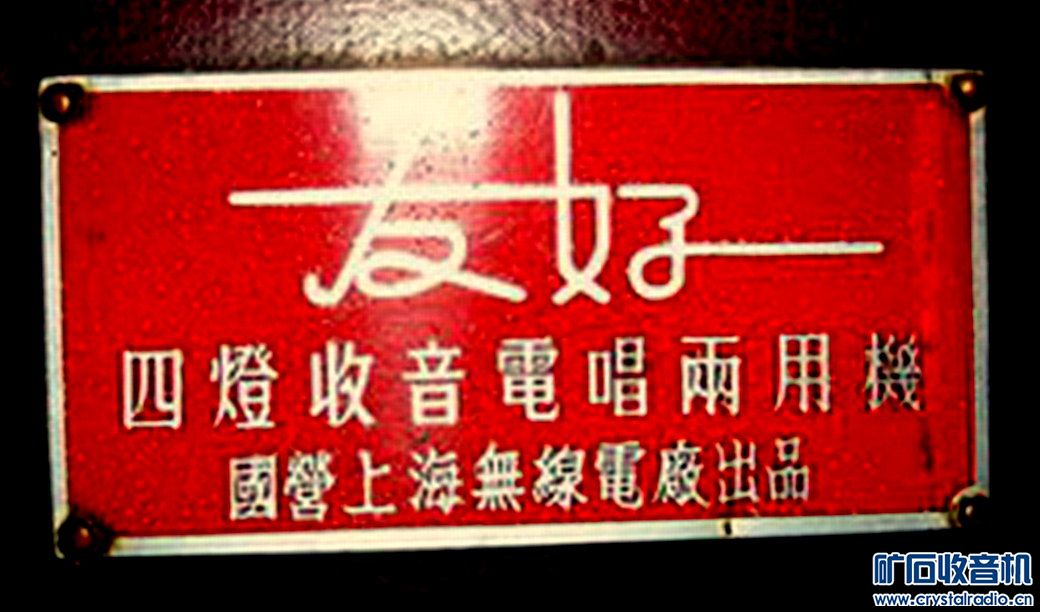 友好
四燈收音電唱兩用機
國營上海無線電廠出品
矿石收音机
www.crystalradio.cn